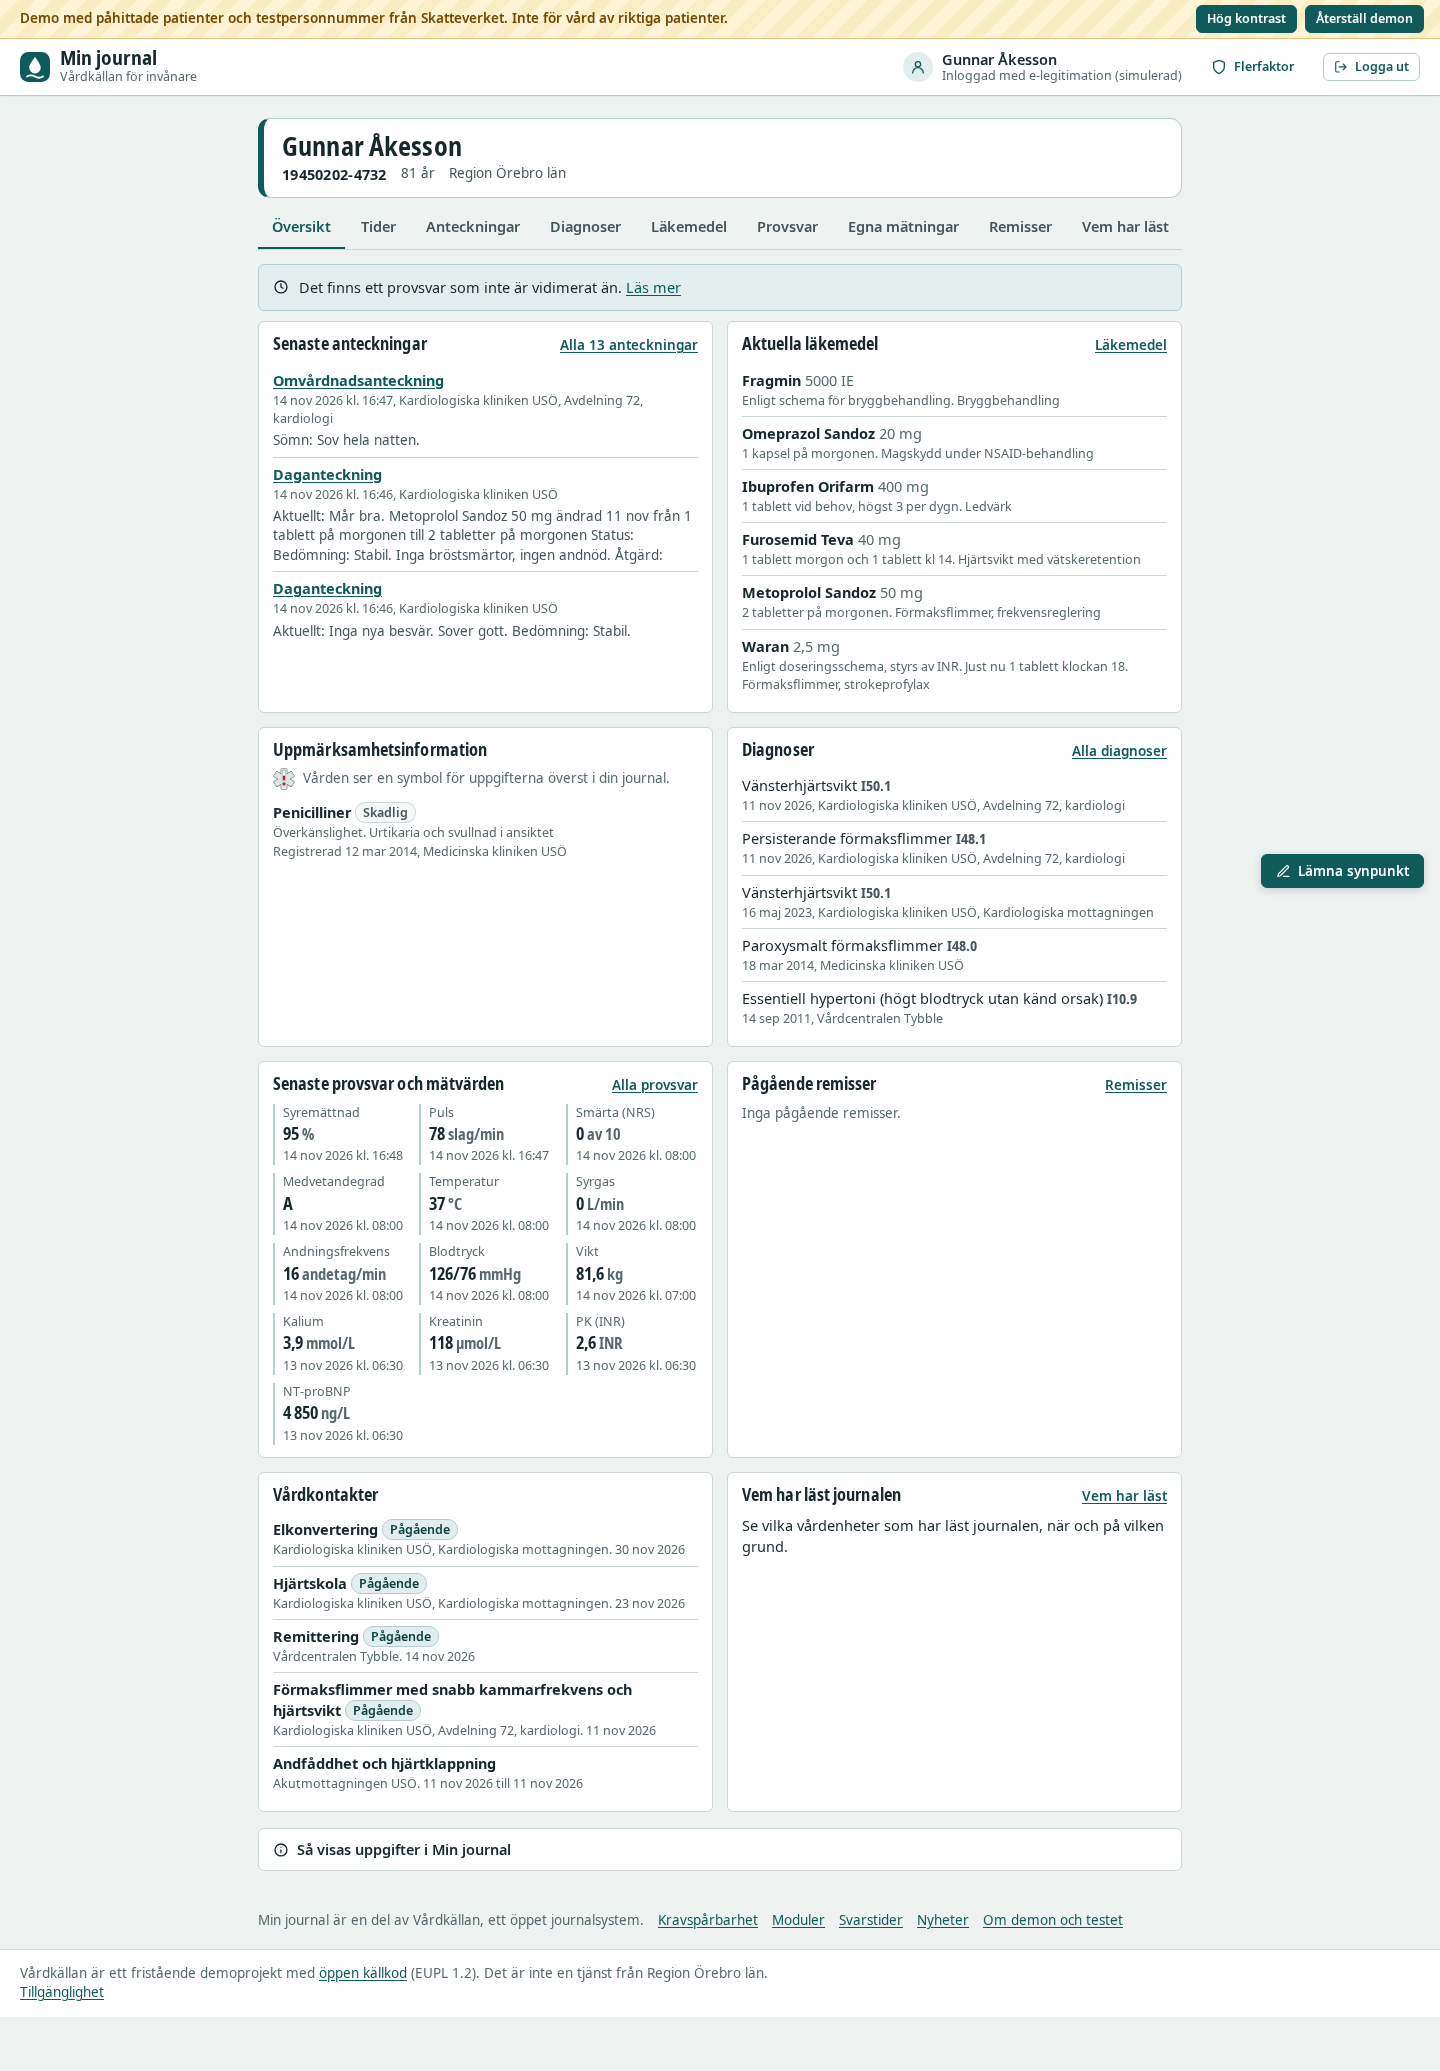 Demo med påhittade patienter och testpersonnummer från Skatteverket. Inte för vård av riktiga patienter.
Hög kontrast
Återställ demon
Min journal
Vårdkällan för invånare
Gunnar Åkesson
Inloggad med e-legitimation (simulerad)
Flerfaktor
Logga ut
Gunnar Åkesson
19450202-4732 81 år Region Örebro län
Översikt Tider Anteckningar Diagnoser Läkemedel Provsvar Egna mätningar Remisser Vem har läst
Det finns ett provsvar som inte är vidimerat än. Läs mer
Senaste anteckningar
Alla 13 anteckningar
Omvårdnadsanteckning
14 nov 2026 kl. 16:47, Kardiologiska kliniken USÖ, Avdelning 72,
kardiologi
Sömn: Sov hela natten.
Daganteckning
14 nov 2026 kl. 16:46, Kardiologiska kliniken USÖ
Aktuellt: Mår bra. Metoprolol Sandoz 50 mg ändrad 11 nov från 1
tablett på morgonen till 2 tabletter på morgonen Status:
Bedömning: Stabil. Inga bröstsmärtor, ingen andnöd. Åtgärd:
Daganteckning
14 nov 2026 kl. 16:46, Kardiologiska kliniken USÖ
Aktuellt: Inga nya besvär. Sover gott. Bedömning: Stabil.
Aktuella läkemedel
Läkemedel
Fragmin 5000 IE
Enligt schema för bryggbehandling. Bryggbehandling
Omeprazol Sandoz 20 mg
1 kapsel på morgonen. Magskydd under NSAID-behandling
Ibuprofen Orifarm 400 mg
1 tablett vid behov, högst 3 per dygn. Ledvärk
Furosemid Teva 40 mg
1 tablett morgon och 1 tablett kl 14. Hjärtsvikt med vätskeretention
Metoprolol Sandoz 50 mg
2 tabletter på morgonen. Förmaksflimmer, frekvensreglering
Waran 2,5 mg
Enligt doseringsschema, styrs av INR. Just nu 1 tablett klockan 18.
Förmaksflimmer, strokeprofylax
Uppmärksamhetsinformation
Vården ser en symbol för uppgifterna överst i din journal.
Penicilliner Skadlig
Överkänslighet. Urtikaria och svullnad i ansiktet
Registrerad 12 mar 2014, Medicinska kliniken USÖ
Diagnoser
Alla diagnoser
Vänsterhjärtsvikt I50.1
11 nov 2026, Kardiologiska kliniken USÖ, Avdelning 72, kardiologi
Persisterande förmaksflimmer I48.1
11 nov 2026, Kardiologiska kliniken USÖ, Avdelning 72, kardiologi
Vänsterhjärtsvikt I50.1
16 maj 2023, Kardiologiska kliniken USÖ, Kardiologiska mottagningen
Paroxysmalt förmaksflimmer I48.0
18 mar 2014, Medicinska kliniken USÖ
Essentiell hypertoni (högt blodtryck utan känd orsak) I10.9
14 sep 2011, Vårdcentralen Tybble
Lämna synpunkt
Senaste provsvar och mätvärden
Alla provsvar
Syremättnad Puls Smärta (NRS)
95 % 78 slag/min 0 av 10
14 nov 2026 kl. 16:48 14 nov 2026 kl. 16:47 14 nov 2026 kl. 08:00
Medvetandegrad Temperatur Syrgas
A 37 °C 0 L/min
14 nov 2026 kl. 08:00 14 nov 2026 kl. 08:00 14 nov 2026 kl. 08:00
Andningsfrekvens Blodtryck Vikt
16 andetag/min 126/76 mmHg 81,6 kg
14 nov 2026 kl. 08:00 14 nov 2026 kl. 08:00 14 nov 2026 kl. 07:00
Kalium Kreatinin PK (INR)
3,9 mmol/L 118 µmol/L 2,6 INR
13 nov 2026 kl. 06:30 13 nov 2026 kl. 06:30 13 nov 2026 kl. 06:30
NT-proBNP
4 850 ng/L
13 nov 2026 kl. 06:30
Pågående remisser
Remisser
Inga pågående remisser.
Vårdkontakter
Elkonvertering Pågående
Kardiologiska kliniken USÖ, Kardiologiska mottagningen. 30 nov 2026
Hjärtskola Pågående
Kardiologiska kliniken USÖ, Kardiologiska mottagningen. 23 nov 2026
Remittering Pågående
Vårdcentralen Tybble. 14 nov 2026
Förmaksflimmer med snabb kammarfrekvens och
hjärtsvikt Pågående
Kardiologiska kliniken USÖ, Avdelning 72, kardiologi. 11 nov 2026
Andfåddhet och hjärtklappning
Akutmottagningen USÖ. 11 nov 2026 till 11 nov 2026
Vem har läst journalen
Vem har läst
Se vilka vårdenheter som har läst journalen, när och på vilken
grund.
Så visas uppgifter i Min journal
Min journal är en del av Vårdkällan, ett öppet journalsystem. Kravspårbarhet Moduler Svarstider Nyheter Om demon och testet
Vårdkällan är ett fristående demoprojekt med öppen källkod (EUPL 1.2). Det är inte en tjänst från Region Örebro län.
Tillgänglighet